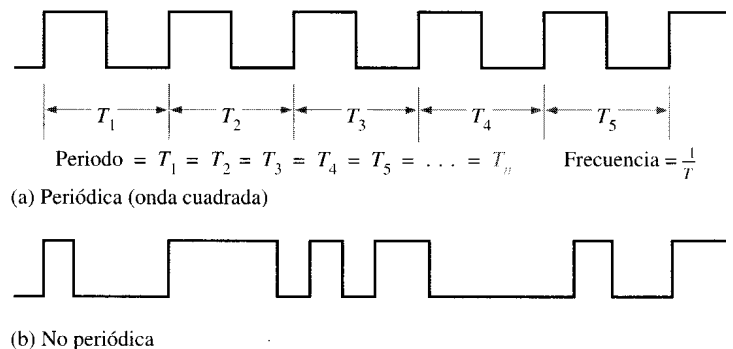 T₁ T₂ T₃ T₄ T₅
Periodo = T₁ = T₂ = T₃ = T₄ = T₅ = . . . = Tₙ Frecuencia = 1/T
(a) Periódica (onda cuadrada)
(b) No periódica